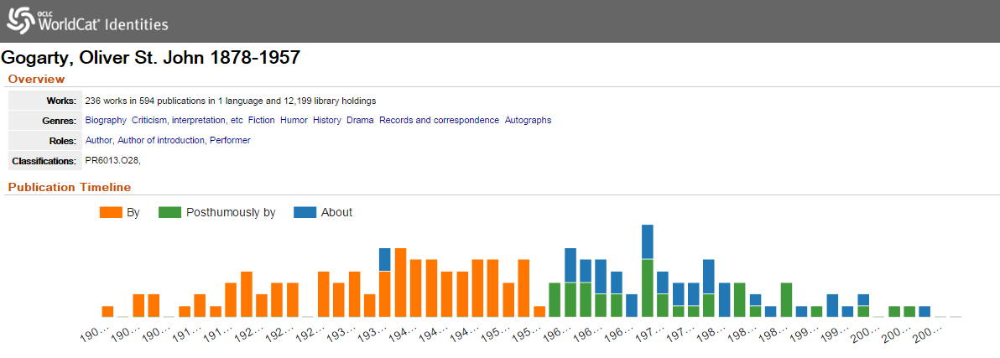 OCLC
WorldCat® Identities
Gogarty, Oliver St. John 1878-1957
Overview
Works: 236 works in 594 publications in 1 language and 12,199 library holdings
Genres: Biography Criticism, interpretation, etc Fiction Humor History Drama Records and correspondence Autographs
Roles: Author, Author of introduction, Performer
Classifications: PR6013.O28,
Publication Timeline
By Posthumously by About
190… 190… 190… 191… 191… 192… 192… 192… 193… 193… 194… 194… 194… 195… 195… 196… 196… 196… 197… 197… 198… 198… 198… 199… 199… 200… 200… 200…